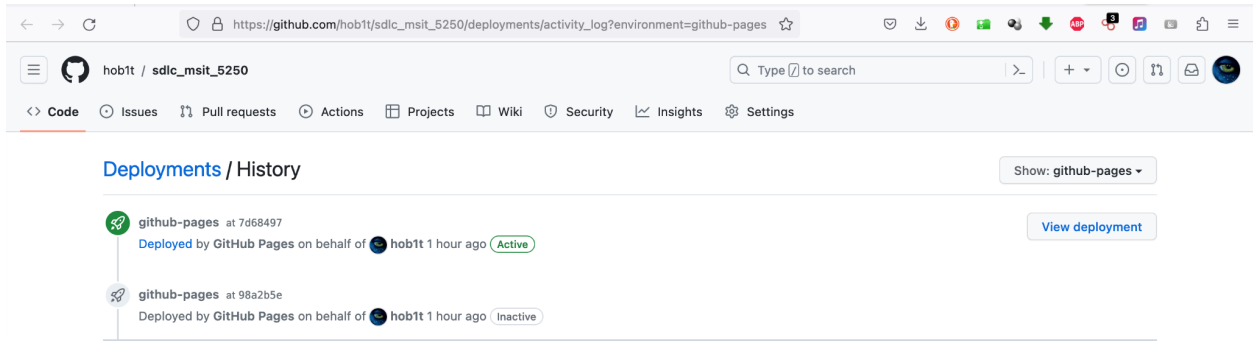 https://github.com/hob1t/sdlc_msit_5250/deployments/activity_log?environment=github-pages
ABP
3
hob1t / sdlc_msit_5250
Type / to search
Code Issues Pull requests Actions Projects Wiki Security Insights Settings
Deployments / History
Show: github-pages
github-pages at 7d68497
Deployed by GitHub Pages on behalf of hob1t 1 hour ago Active
View deployment
github-pages at 98a2b5e
Deployed by GitHub Pages on behalf of hob1t 1 hour ago Inactive